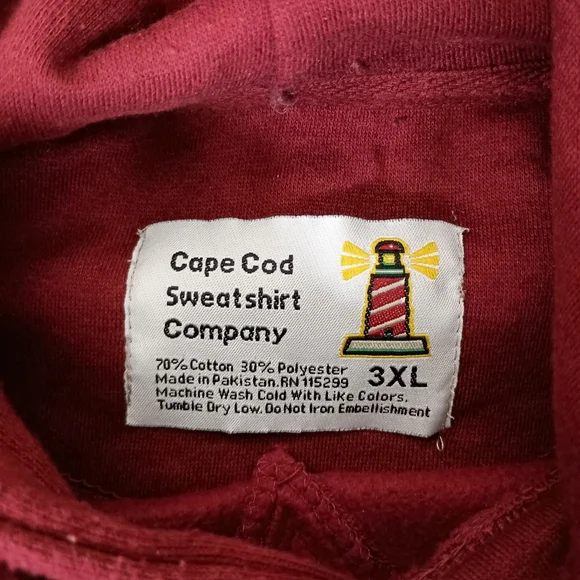 Cape Cod
Sweatshirt
Company
70% Cotton 30% Polyester
Made in Pakistan. RN 115299
3XL
Machine Wash Cold With Like Colors.
Tumble Dry Low. Do Not Iron Embellishment